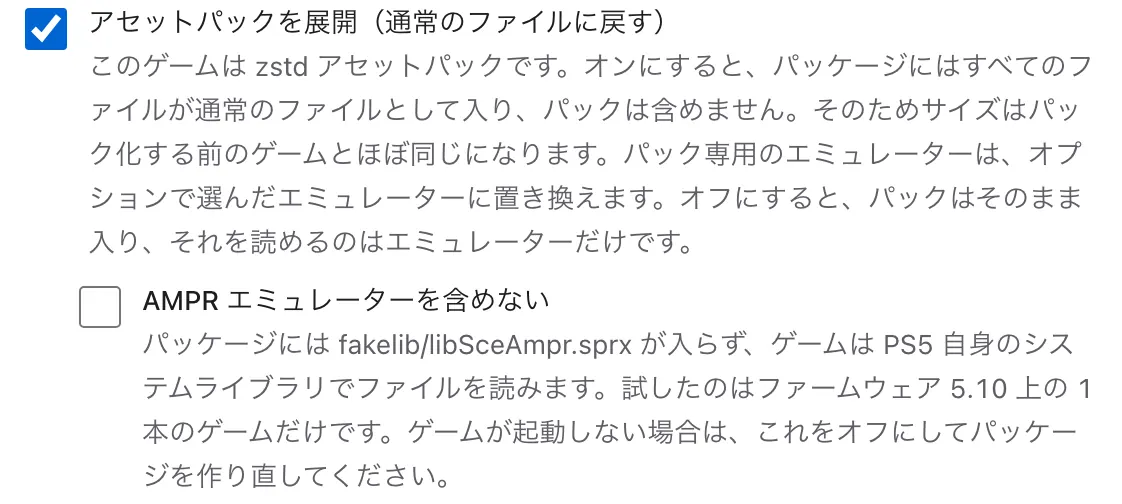 アセットパックを展開（通常のファイルに戻す）
このゲームは zstd アセットパックです。オンにすると、パッケージにはすべてのフ
ァイルが通常のファイルとして入り、パックは含めません。そのためサイズはパッ
ク化する前のゲームとほぼ同じになります。パック専用のエミュレーターは、オプ
ションで選んだエミュレーターに置き換えます。オフにすると、パックはそのまま
入り、それを読めるのはエミュレーターだけです。
AMPR エミュレーターを含めない
パッケージには fakelib/libSceAmpr.sprx が入らず、ゲームは PS5 自身のシス
テムライブラリでファイルを読みます。試したのはファームウェア 5.10 上の 1
本のゲームだけです。ゲームが起動しない場合は、これをオフにしてパッケー
ジを作り直してください。